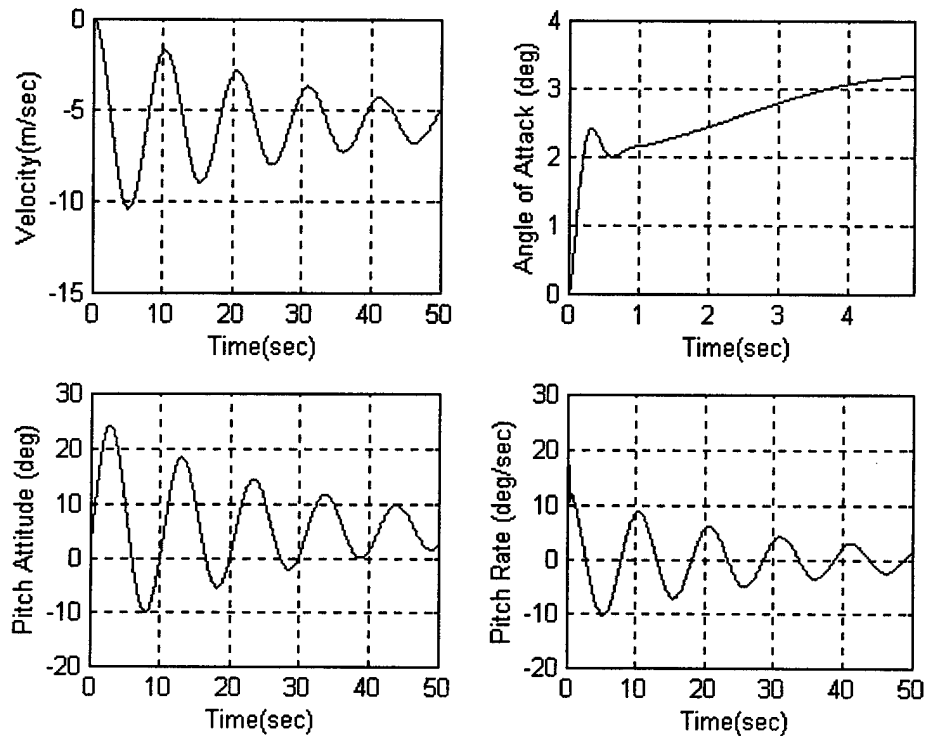 0
-5
-10
-15
Velocity(m/sec)
0 10 20 30 40 50
Time(sec)
4
3
2
1
0
Angle of Attack (deg)
0 1 2 3 4
Time(sec)
30
20
10
0
-10
-20
Pitch Attitude (deg)
0 10 20 30 40 50
Time(sec)
30
20
10
0
-10
-20
Pitch Rate (deg/sec)
0 10 20 30 40 50
Time(sec)